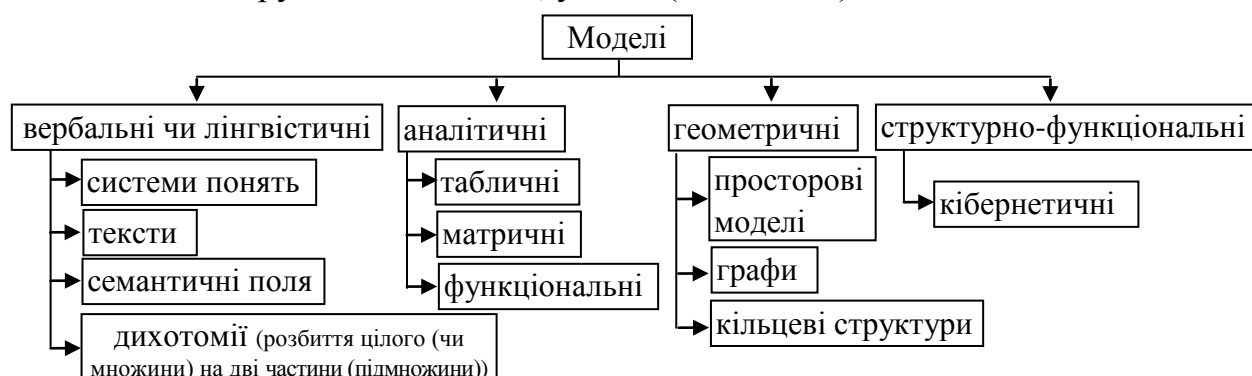 Моделі
вербальні чи лінгвістичні
системи понять
тексти
семантичні поля
дихотомії (розбиття цілого (чи
множини) на дві частини (підмножини))
аналітичні
табличні
матричні
функціональні
геометричні
просторові
моделі
графи
кільцеві структури
структурно-функціональні
кібернетичні